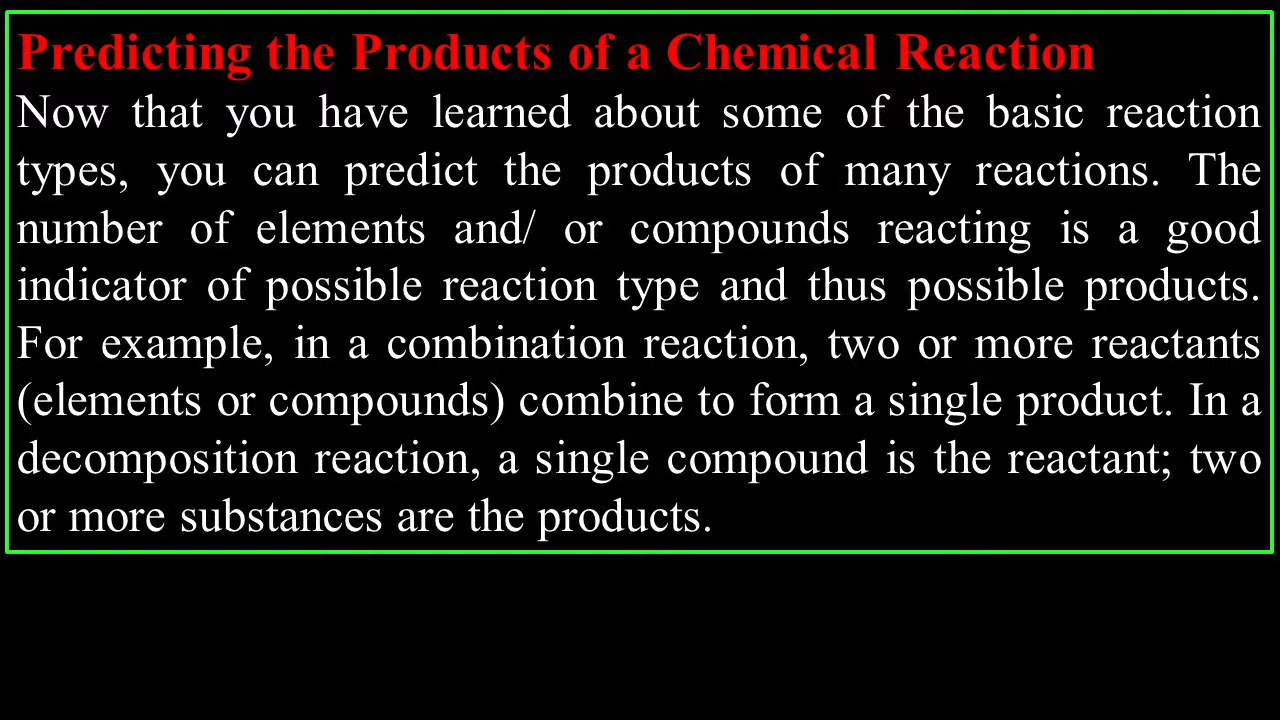 Predicting the Products of a Chemical Reaction
Now that you have learned about some of the basic reaction
types, you can predict the products of many reactions. The
number of elements and/ or compounds reacting is a good
indicator of possible reaction type and thus possible products.
For example, in a combination reaction, two or more reactants
(elements or compounds) combine to form a single product. In a
decomposition reaction, a single compound is the reactant; two
or more substances are the products.